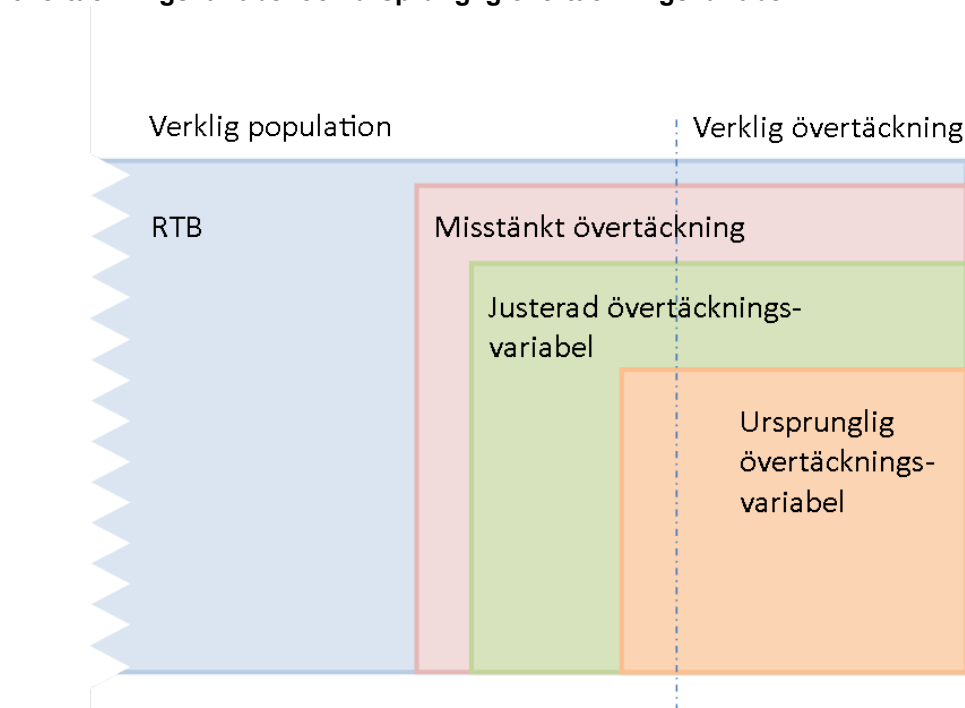 Verklig population
Verklig övertäckning
RTB
Misstänkt övertäckning
Justerad övertäcknings-
variabel
Ursprunglig
övertäcknings-
variabel